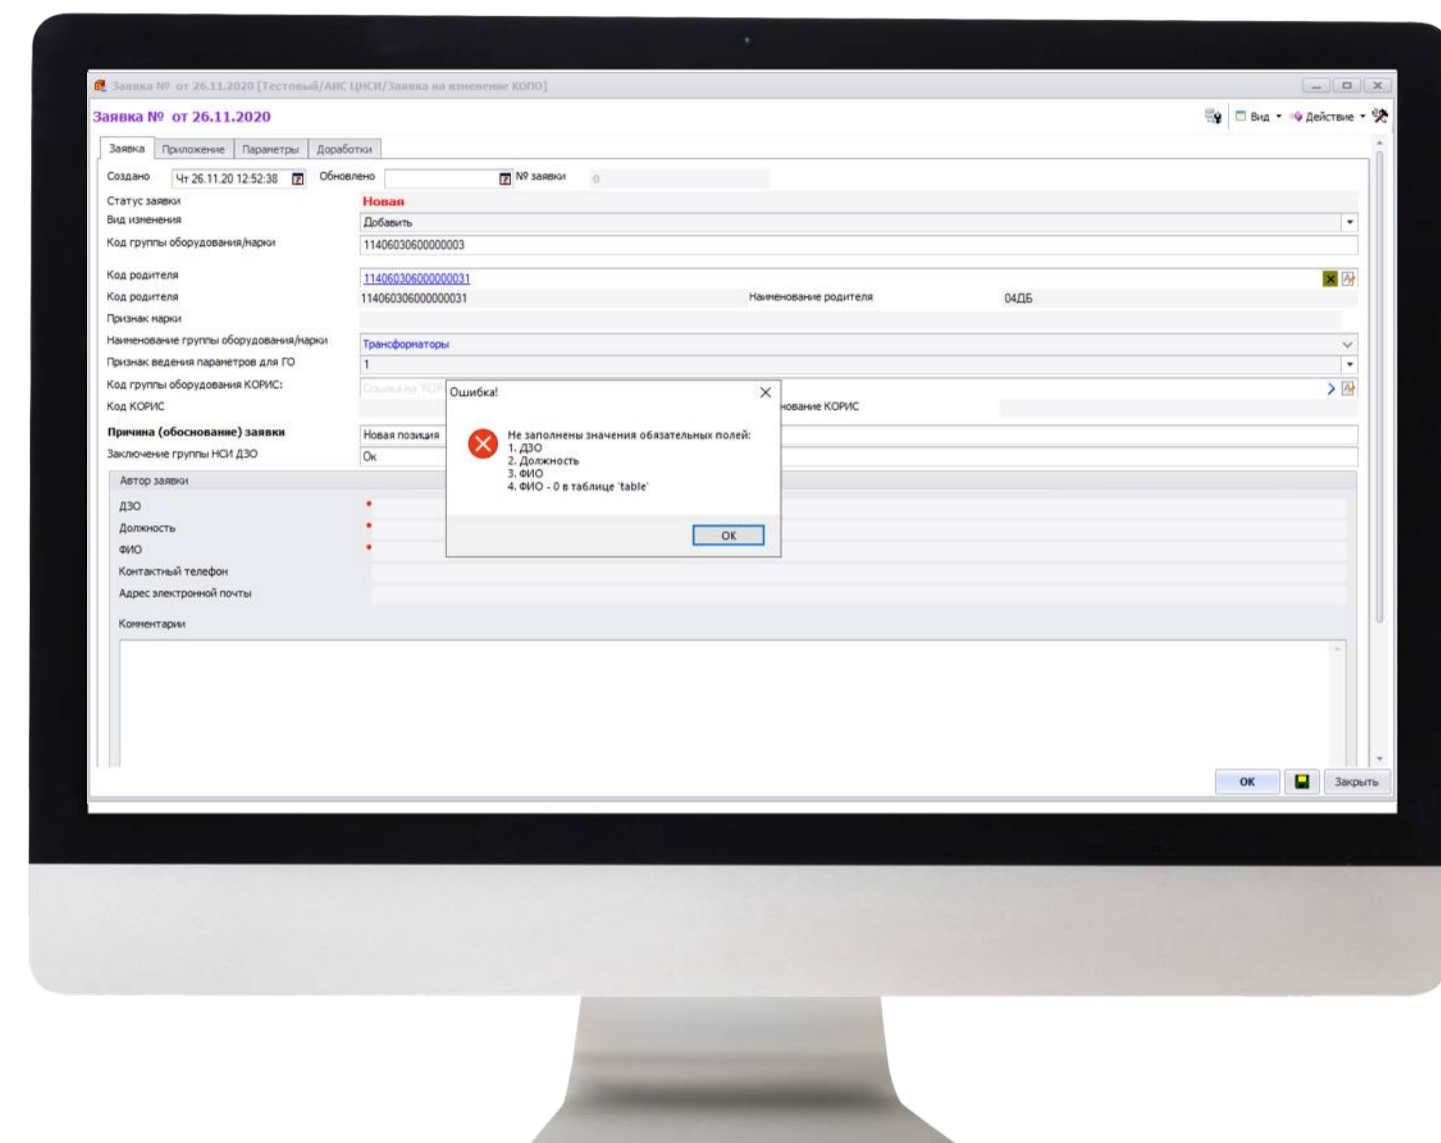 Заявка № от 26.11.2020 [Тестовый/АИС ЦНСИ/Заявка на изменение КОПО]
Заявка № от 26.11.2020
Вид Действие
Заявка Приложение Параметры Доработки
Создано Чт 26.11.20 12:52:38 Обновлено № заявки 0
Статус заявки Новая
Вид изменения Добавить
Код группы оборудования/марки 11406030600000003
Код родителя 114060306000000031
Код родителя 114060306000000031 Наименование родителя 04ДБ
Признак марки
Наименование группы оборудования/марки Трансформаторы
Признак ведения параметров для ГО 1
Код группы оборудования КОРИС: Ссылка на 'КОР
Код КОРИС нование КОРИС
Причина (обоснование) заявки Новая позиция
Заключение группы НСИ ДЗО Ок
Автор заявки
ДЗО
Должность
ФИО
Контактный телефон
Адрес электронной почты
Комментарии
Ошибка!
Не заполнены значения обязательных полей:
1. ДЗО
2. Должность
3. ФИО
4. ФИО - 0 в таблице 'table'
ОК
ОК Закрыть